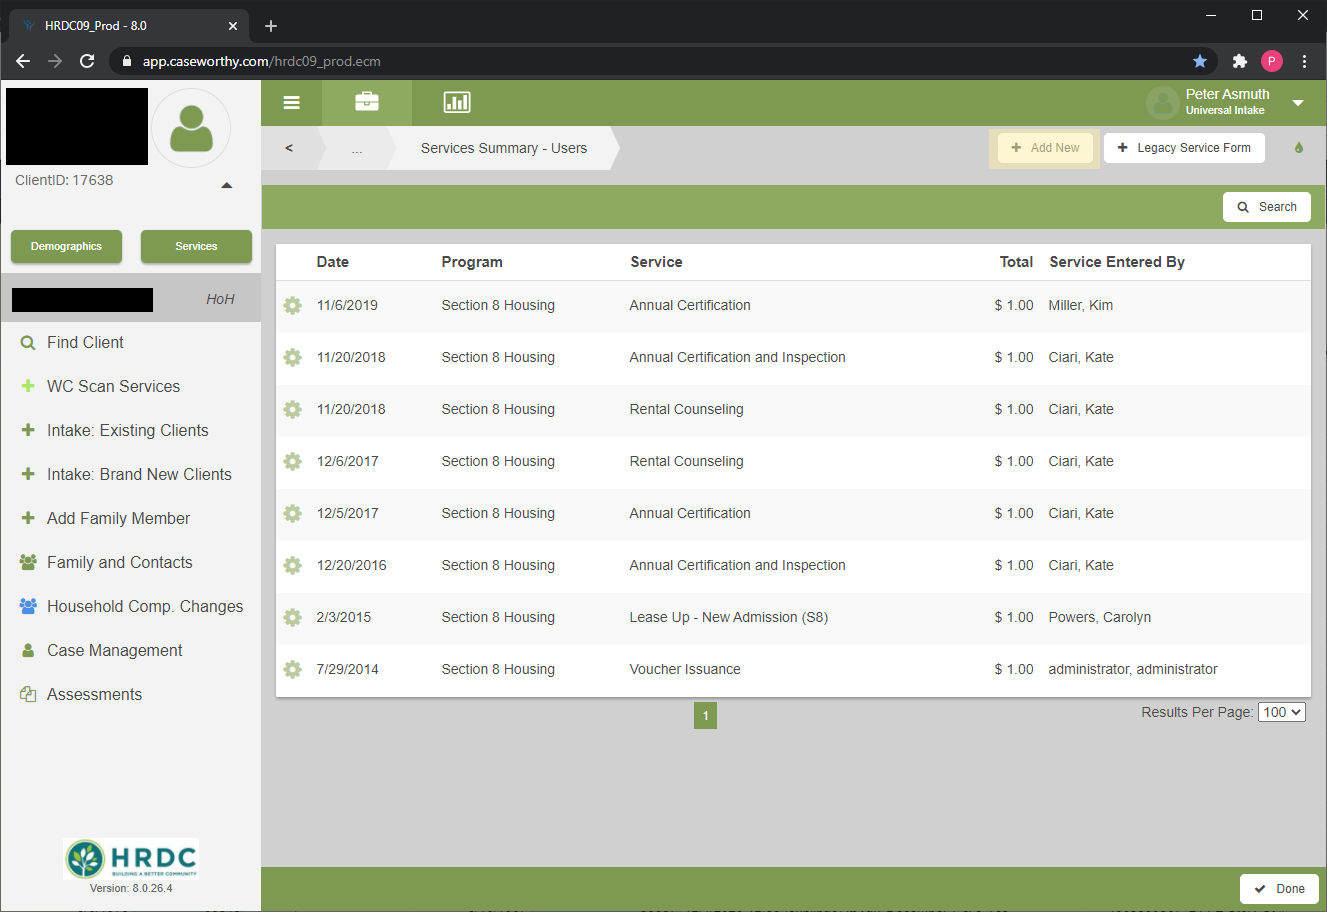 HRDC09_Prod - 8.0
app.caseworthy.com/hrdc09_prod.ecm
P
ClientID: 17638
Demographics
Services
HoH
Find Client
WC Scan Services
Intake: Existing Clients
Intake: Brand New Clients
Add Family Member
Family and Contacts
Household Comp. Changes
Case Management
Assessments
HRDC
BUILDING A BETTER COMMUNITY
Version: 8.0.26.4
Peter Asmuth
Universal Intake
< ... Services Summary - Users
+ Add New
+ Legacy Service Form
Search
Date Program Service Total Service Entered By
11/6/2019 Section 8 Housing Annual Certification $ 1.00 Miller, Kim
11/20/2018 Section 8 Housing Annual Certification and Inspection $ 1.00 Ciari, Kate
11/20/2018 Section 8 Housing Rental Counseling $ 1.00 Ciari, Kate
12/6/2017 Section 8 Housing Rental Counseling $ 1.00 Ciari, Kate
12/5/2017 Section 8 Housing Annual Certification $ 1.00 Ciari, Kate
12/20/2016 Section 8 Housing Annual Certification and Inspection $ 1.00 Ciari, Kate
2/3/2015 Section 8 Housing Lease Up - New Admission (S8) $ 1.00 Powers, Carolyn
7/29/2014 Section 8 Housing Voucher Issuance $ 1.00 administrator, administrator
1
Results Per Page: 100
Done